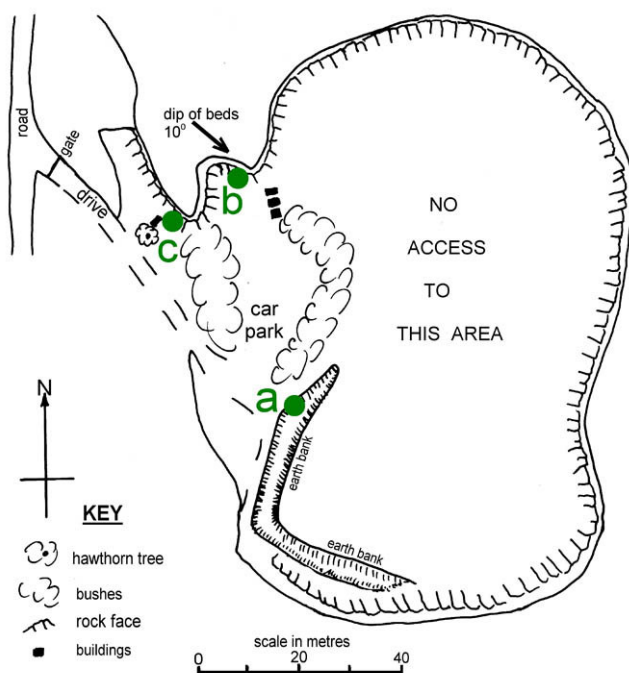 road
gate
drive
dip of beds
10°
b
c
a
car
park
NO
ACCESS
TO
THIS AREA
earth bank
earth bank
N
KEY
hawthorn tree
bushes
rock face
buildings
scale in metres
0 20 40